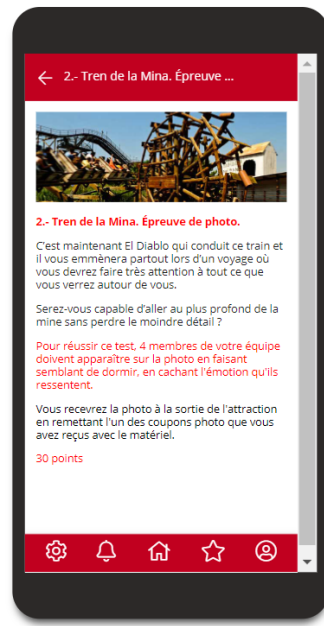 2.- Tren de la Mina. Épreuve ...
2.- Tren de la Mina. Épreuve de photo.
C'est maintenant El Diablo qui conduit ce train et
il vous emmènera partout lors d'un voyage où
vous devrez faire très attention à tout ce que
vous verrez autour de vous.
Serez-vous capable d'aller au plus profond de la
mine sans perdre le moindre détail ?
Pour réussir ce test, 4 membres de votre équipe
doivent apparaître sur la photo en faisant
semblant de dormir, en cachant l'émotion qu'ils
ressentent.
Vous recevrez la photo à la sortie de l'attraction
en remettant l'un des coupons photo que vous
avez reçus avec le matériel.
30 points